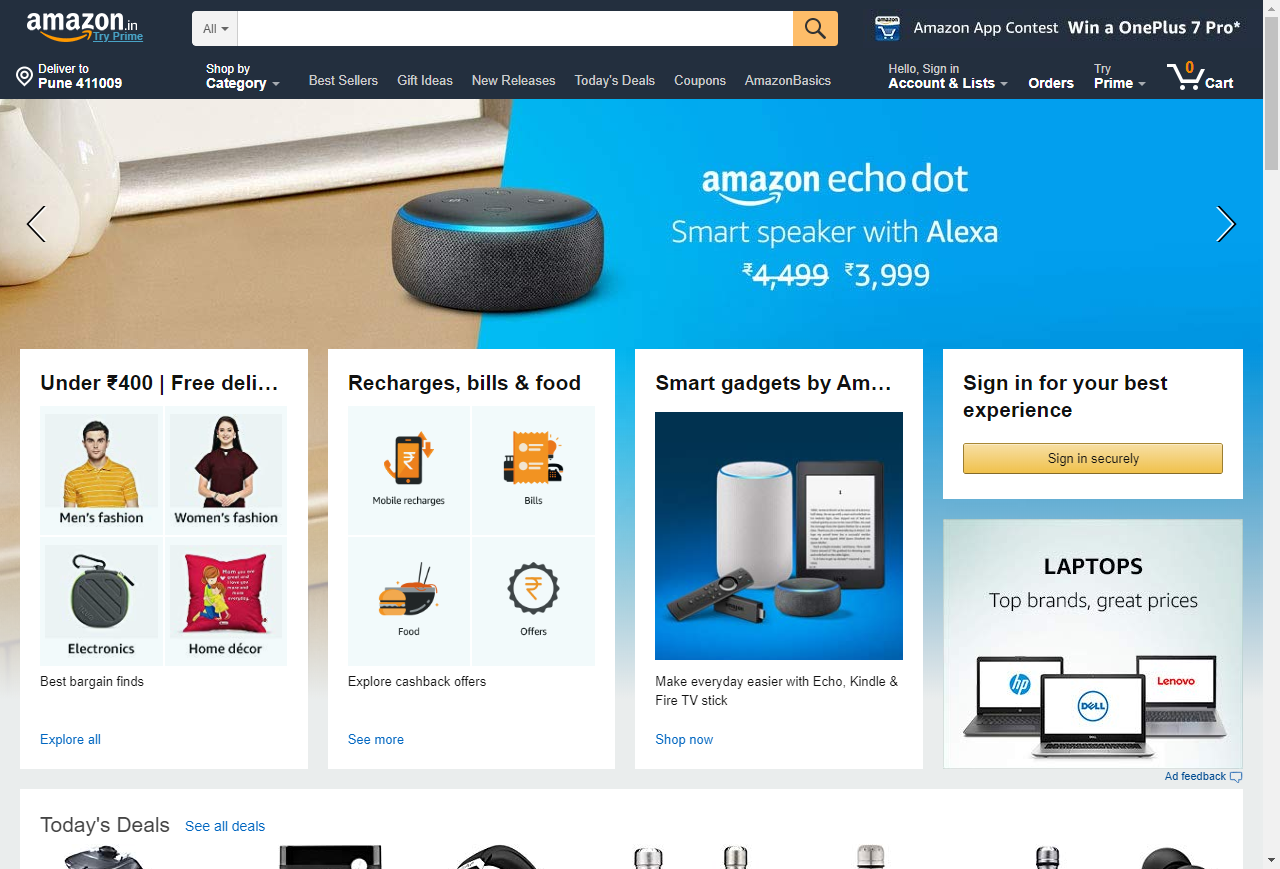 amazon.in
Try Prime
All
Amazon App Contest Win a OnePlus 7 Pro*
Deliver to
Pune 411009
Shop by
Category
Best Sellers
Gift Ideas
New Releases
Today's Deals
Coupons
AmazonBasics
Hello, Sign in
Account & Lists
Orders
Try
Prime
0
Cart
amazon echo dot
Smart speaker with Alexa
₹4,499 ₹3,999
Under ₹400 | Free deli…
Men's fashion
Women's fashion
Electronics
Home décor
Best bargain finds
Explore all
Recharges, bills & food
Mobile recharges
Bills
Food
Offers
Explore cashback offers
See more
Smart gadgets by Am…
amazon
Make everyday easier with Echo, Kindle &
Fire TV stick
Shop now
Sign in for your best
experience
Sign in securely
LAPTOPS
Top brands, great prices
hp
DELL
Lenovo
Ad feedback
Today's Deals
See all deals